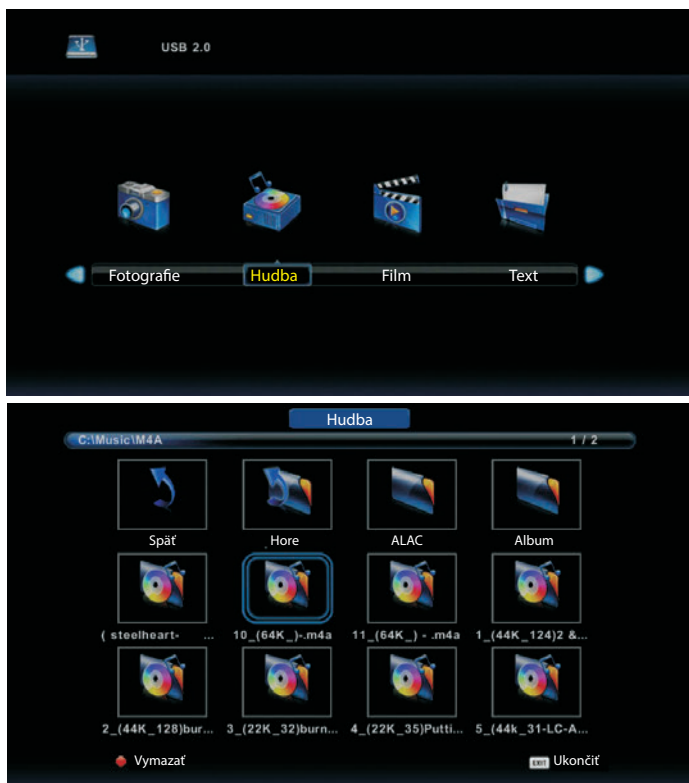 USB 2.0
Fotografie Hudba Film Text
Hudba
C:\Music\M4A 1 / 2
Späť Hore ALAC Album
( steelheart- ... 10_(64K_)-.m4a 11_(64K_) - .m4a 1_(44K_124)2 &...
2_(44K_128)bur... 3_(22K_32)burn... 4_(22K_35)Putti... 5_(44k_31-LC-A...
Vymazať EXIT Ukončiť